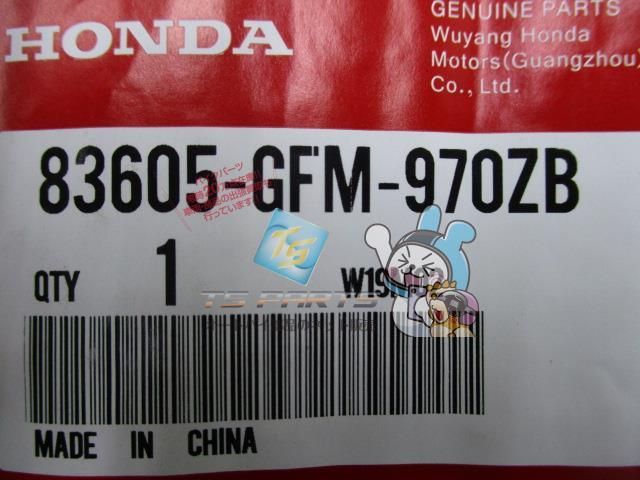 HONDA
GENUINE PARTS
Wuyang Honda
Motors(Guangzhou)
Co., Ltd.
83605-GFM-970ZB
QTY 1
TS
TS PARTS
MADE IN CHINA